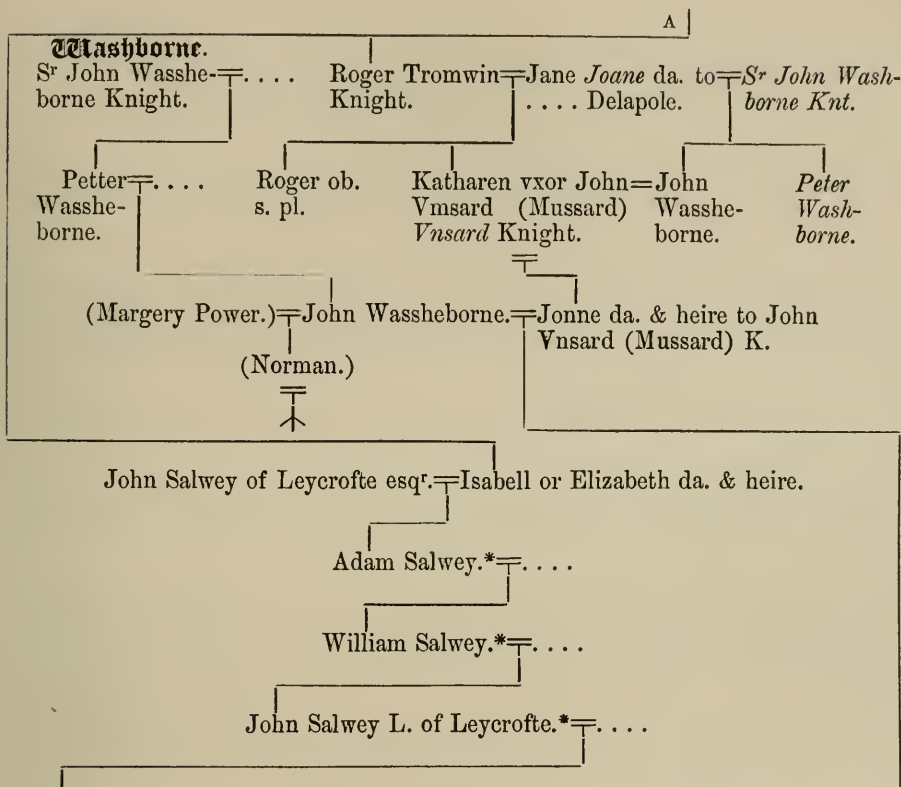 A
Washborne.
Sʳ John Wasshe-=.... Roger Tromwin=Jane Joane da. to=Sʳ John Wash-
borne Knight. Knight. .... Delapole. borne Knt.
Petter=.... Roger ob. Katharen vxor John=John Peter
Wasshe- s. pl. Vmsard (Mussard) Wasshe- Wash-
borne. Vnsard Knight. borne. borne.
(Margery Power.)=John Wassheborne.=Jonne da. & heire to John
Vnsard (Mussard) K.
(Norman.)
John Salwey of Leycrofte esqʳ.=Isabell or Elizabeth da. & heire.
Adam Salwey.*=....
William Salwey.*=....
John Salwey L. of Leycrofte.*=....